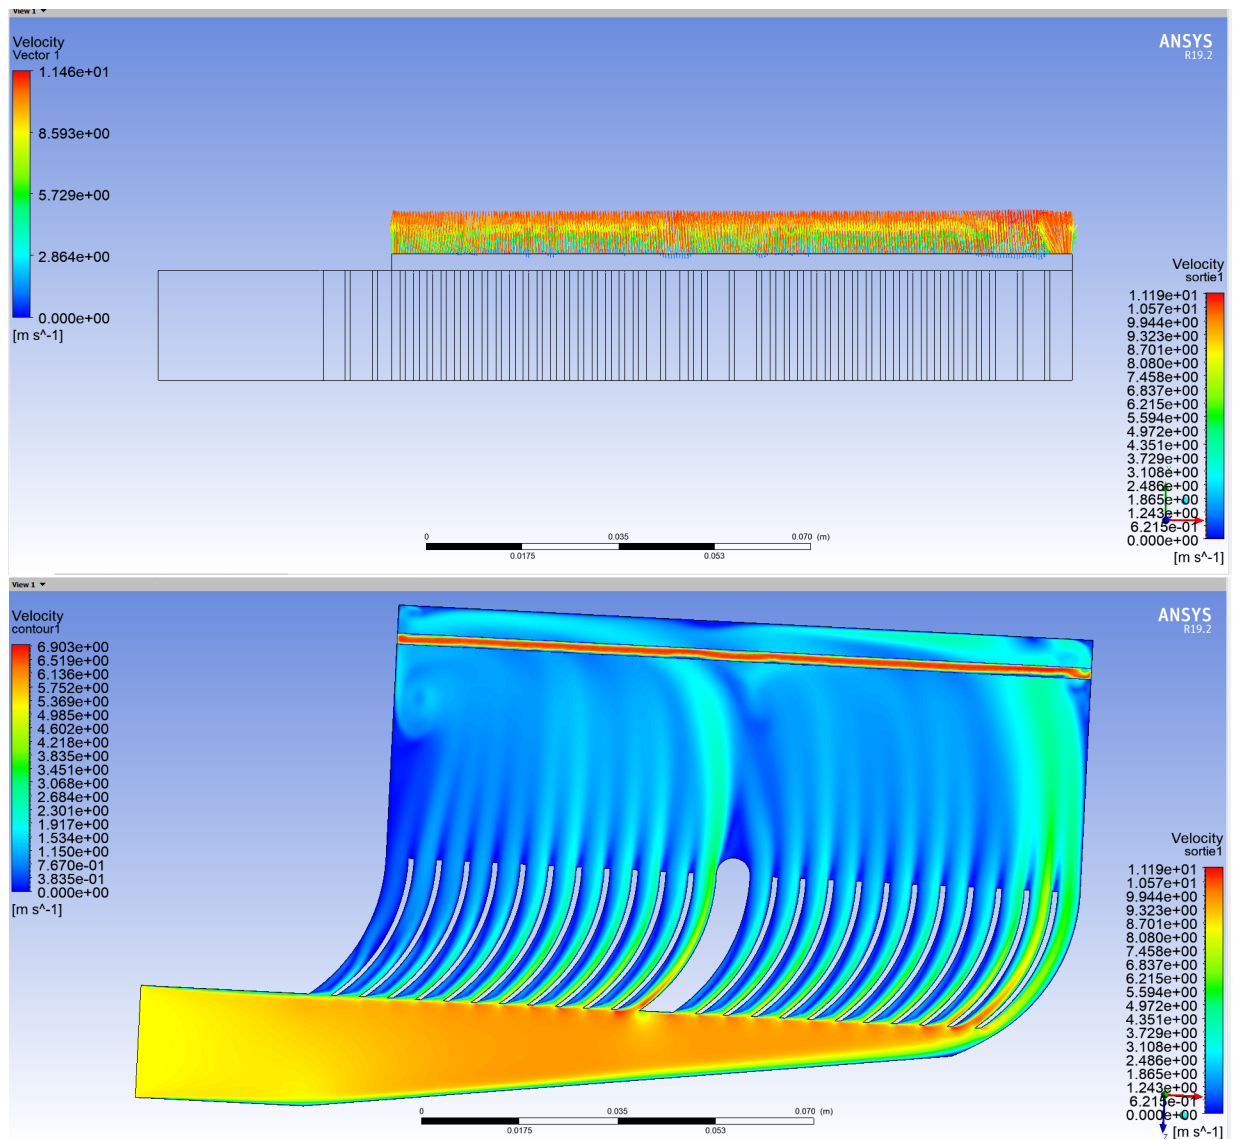 View 1
Velocity
Vector 1
1.146e+01
8.593e+00
5.729e+00
2.864e+00
0.000e+00
[m s^-1]
ANSYS
R19.2
Velocity
sortie1
1.119e+01
1.057e+01
9.944e+00
9.323e+00
8.701e+00
8.080e+00
7.458e+00
6.837e+00
6.215e+00
5.594e+00
4.972e+00
4.351e+00
3.729e+00
3.108e+00
2.486e+00
1.865e+00
1.243e+00
6.215e-01
0.000e+00
[m s^-1]
0 0.035 0.070 (m)
0.0175 0.053
View 1
Velocity
contour1
6.903e+00
6.519e+00
6.136e+00
5.752e+00
5.369e+00
4.985e+00
4.602e+00
4.218e+00
3.835e+00
3.451e+00
3.068e+00
2.684e+00
2.301e+00
1.917e+00
1.534e+00
1.150e+00
7.670e-01
3.835e-01
0.000e+00
[m s^-1]
ANSYS
R19.2
Velocity
sortie1
1.119e+01
1.057e+01
9.944e+00
9.323e+00
8.701e+00
8.080e+00
7.458e+00
6.837e+00
6.215e+00
5.594e+00
4.972e+00
4.351e+00
3.729e+00
3.108e+00
2.486e+00
1.865e+00
1.243e+00
6.215e-01
0.000e+00
Z [m s^-1]
0 0.035 0.070 (m)
0.0175 0.053